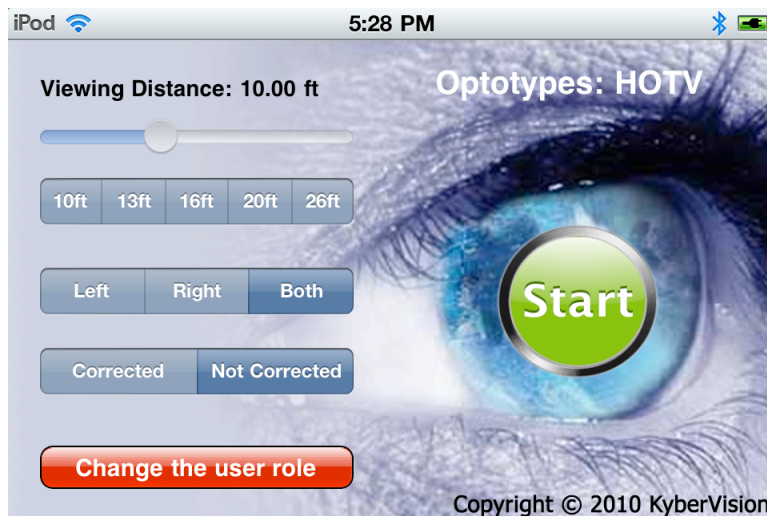 iPod 5:28 PM
Viewing Distance: 10.00 ft
Optotypes: HOTV
10ft 13ft 16ft 20ft 26ft
Left Right Both
Start
Corrected Not Corrected
Change the user role
Copyright © 2010 KyberVision